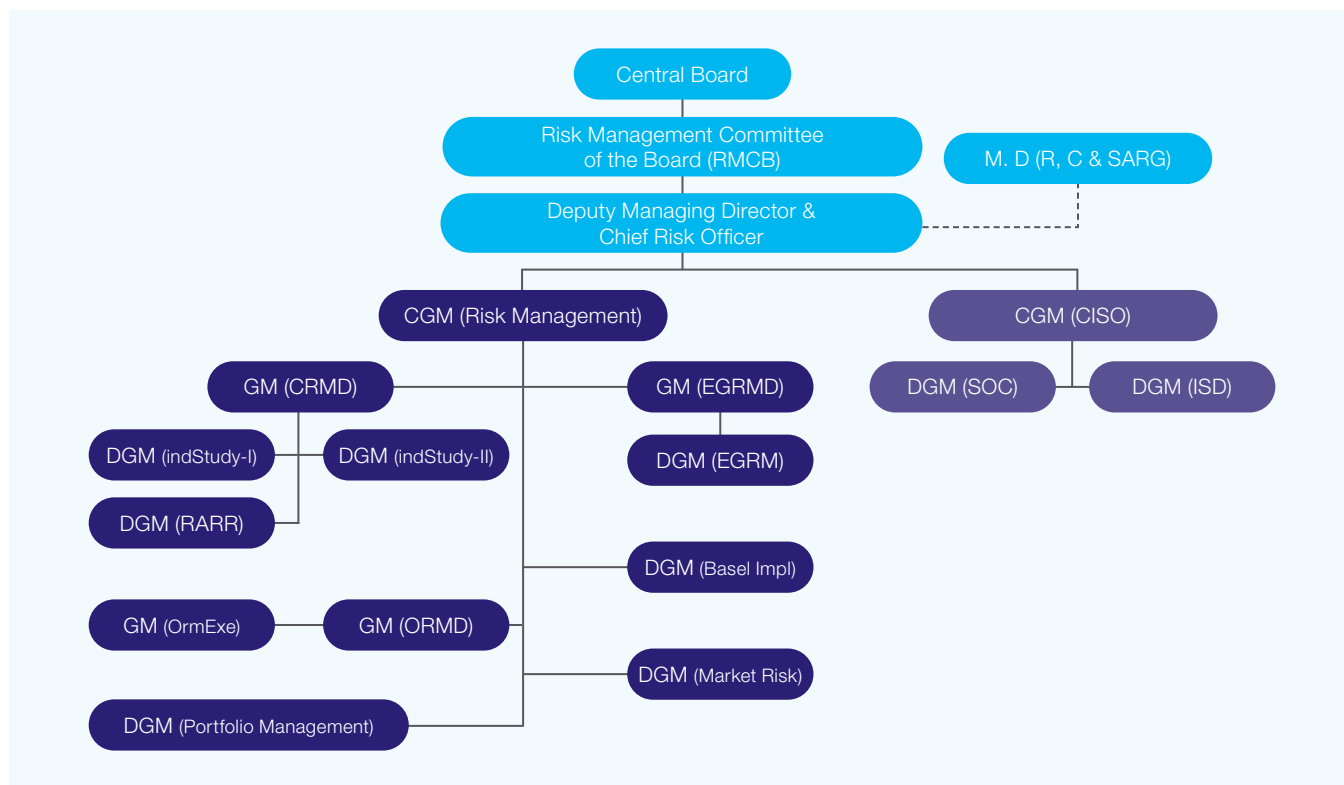 Central Board
Risk Management Committee
of the Board (RMCB)
M. D (R, C & SARG)
Deputy Managing Director &
Chief Risk Officer
CGM (Risk Management)
CGM (CISO)
GM (CRMD)
GM (EGRMD)
DGM (SOC)
DGM (ISD)
DGM (indStudy-I)
DGM (indStudy-II)
DGM (EGRM)
DGM (RARR)
DGM (Basel Impl)
GM (OrmExe)
GM (ORMD)
DGM (Market Risk)
DGM (Portfolio Management)